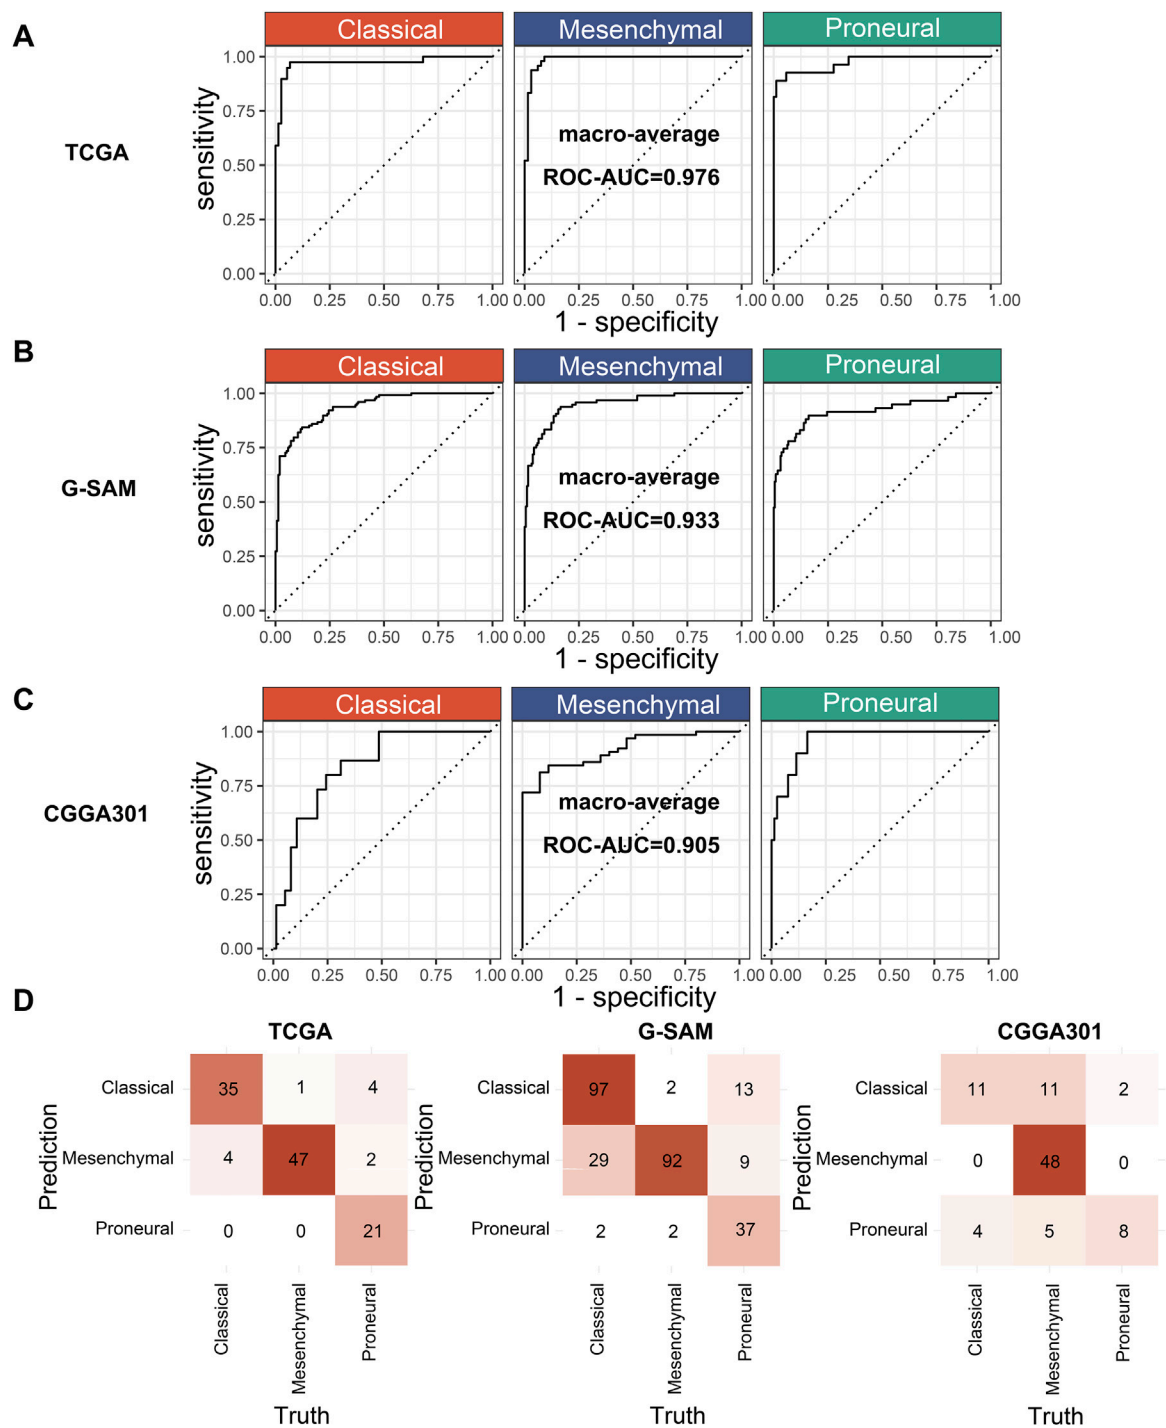 A
Classical Mesenchymal Proneural
TCGA
sensitivity
1.00
0.75
0.50
0.25
0.00
macro-average
ROC-AUC=0.976
0.00 0.25 0.50 0.75 1.00 0.00 0.25 0.50 0.75 1.00 0.00 0.25 0.50 0.75 1.00
1 - specificity
B
Classical Mesenchymal Proneural
G-SAM
sensitivity
1.00
0.75
0.50
0.25
0.00
macro-average
ROC-AUC=0.933
0.00 0.25 0.50 0.75 1.00 0.00 0.25 0.50 0.75 1.00 0.00 0.25 0.50 0.75 1.00
1 - specificity
C
Classical Mesenchymal Proneural
CGGA301
sensitivity
1.00
0.75
0.50
0.25
0.00
macro-average
ROC-AUC=0.905
0.00 0.25 0.50 0.75 1.00 0.00 0.25 0.50 0.75 1.00 0.00 0.25 0.50 0.75 1.00
1 - specificity
D
TCGA
Prediction
Classical 35 1 4
Mesenchymal 4 47 2
Proneural 0 0 21
Classical
Mesenchymal
Proneural
Truth
G-SAM
Prediction
Classical 97 2 13
Mesenchymal 29 92 9
Proneural 2 2 37
Classical
Mesenchymal
Proneural
Truth
CGGA301
Prediction
Classical 11 11 2
Mesenchymal 0 48 0
Proneural 4 5 8
Classical
Mesenchymal
Proneural
Truth